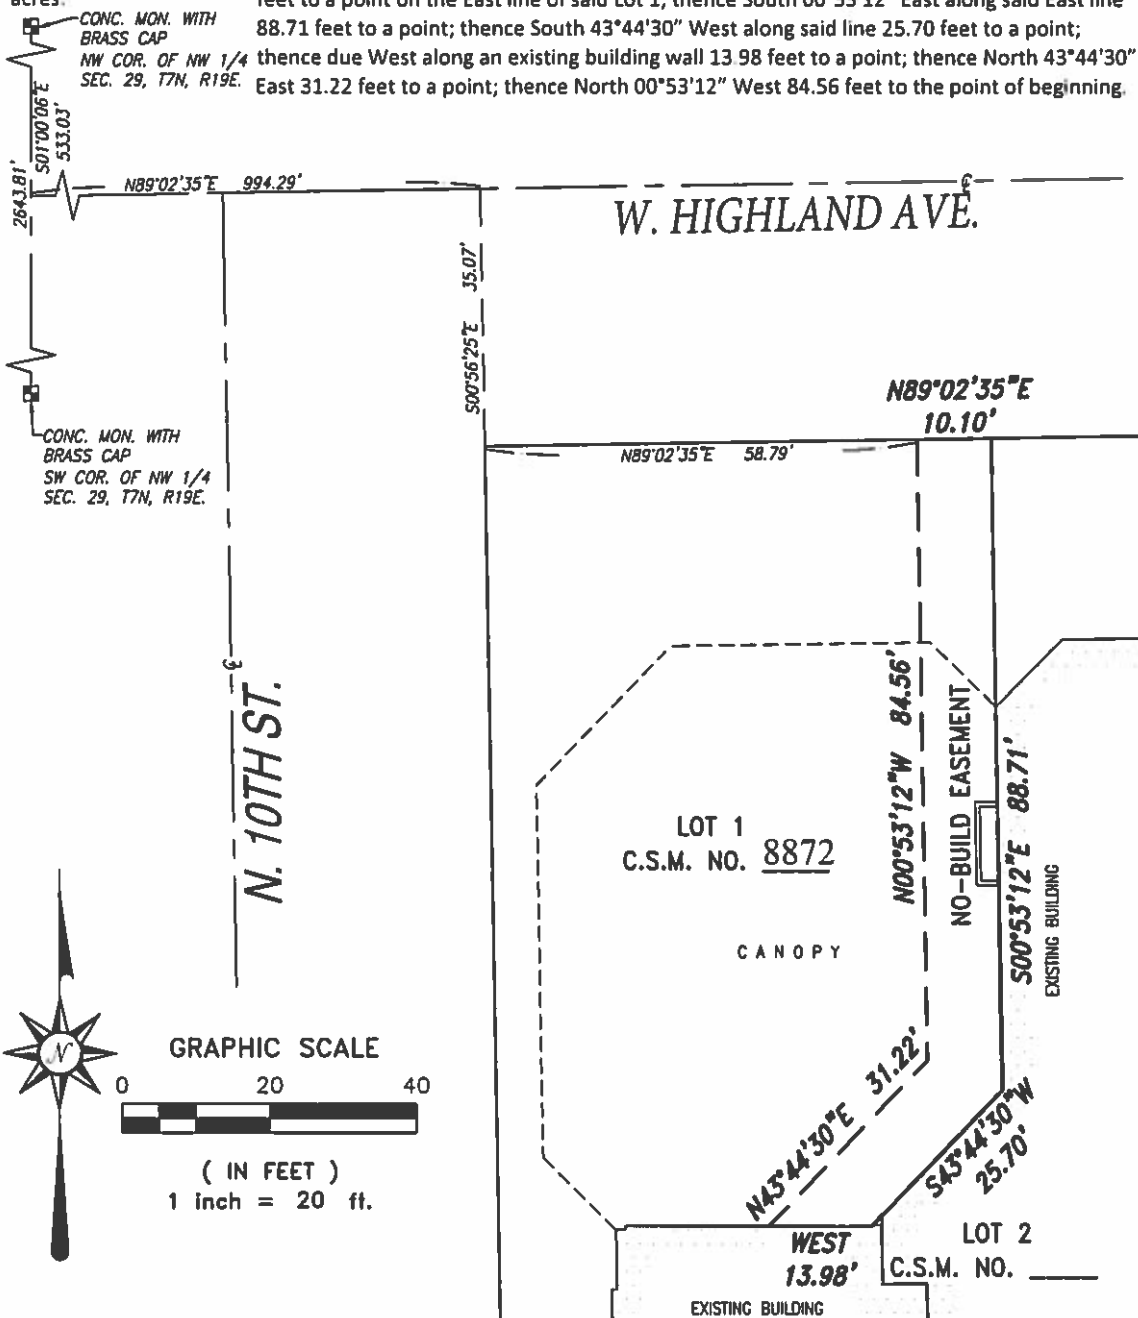 acres.
feet to a point on the East line of said Lot 1; thence South 00°53'12" East along said East line
88.71 feet to a point; thence South 43°44'30" West along said line 25.70 feet to a point;
thence due West along an existing building wall 13.98 feet to a point; thence North 43°44'30"
East 31.22 feet to a point; thence North 00°53'12" West 84.56 feet to the point of beginning.
CONC. MON. WITH
BRASS CAP
NW COR. OF NW 1/4
SEC. 29, T7N, R19E.
S01°00'06"E
533.03'
2643.81'
N89°02'35"E 994.29'
W. HIGHLAND AVE.
S00°56'25"E 35.07'
CONC. MON. WITH
BRASS CAP
SW COR. OF NW 1/4
SEC. 29, T7N, R19E.
N89°02'35"E
10.10'
N89°02'35"E 58.79'
N. 10TH ST.
LOT 1
C.S.M. NO. 8872
CANOPY
N00°53'12"W 84.56'
NO-BUILD EASEMENT
S00°53'12"E 88.71'
EXISTING BUILDING
N
GRAPHIC SCALE
0 20 40
( IN FEET )
1 inch = 20 ft.
N43°44'30"E 31.22'
S43°44'30"W
25.70'
WEST
13.98'
LOT 2
C.S.M. NO.
EXISTING BUILDING